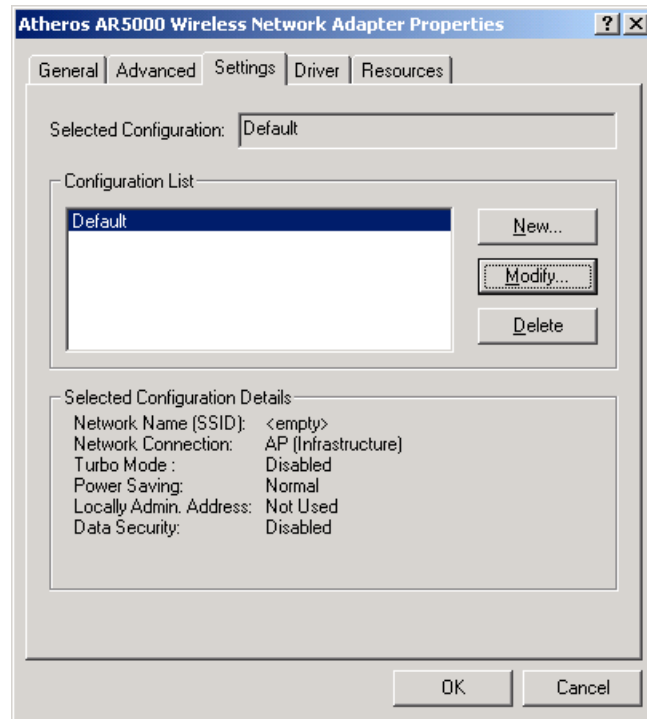 Atheros AR5000 Wireless Network Adapter Properties ? X
General Advanced Settings Driver Resources
Selected Configuration: Default
Configuration List
Default
New...
Modify...
Delete
Selected Configuration Details
Network Name (SSID): <empty>
Network Connection: AP (Infrastructure)
Turbo Mode : Disabled
Power Saving: Normal
Locally Admin. Address: Not Used
Data Security: Disabled
OK Cancel